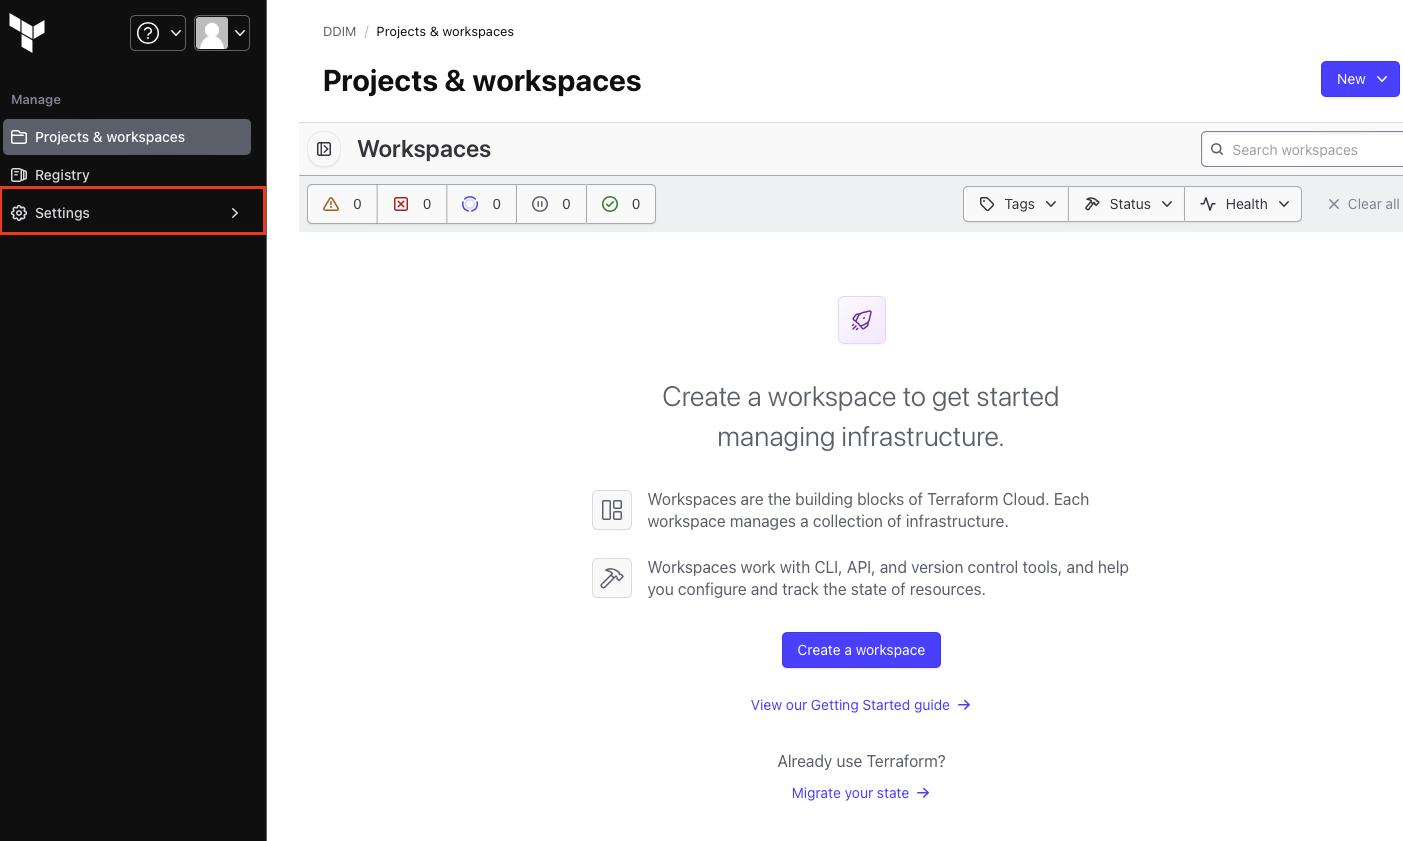 DDIM / Projects & workspaces
Projects & workspaces
New
Manage
Projects & workspaces
Registry
Settings
Workspaces
Search workspaces
0 0 0 0 0
Tags Status Health Clear all
Create a workspace to get started
managing infrastructure.
Workspaces are the building blocks of Terraform Cloud. Each
workspace manages a collection of infrastructure.
Workspaces work with CLI, API, and version control tools, and help
you configure and track the state of resources.
Create a workspace
View our Getting Started guide
Already use Terraform?
Migrate your state